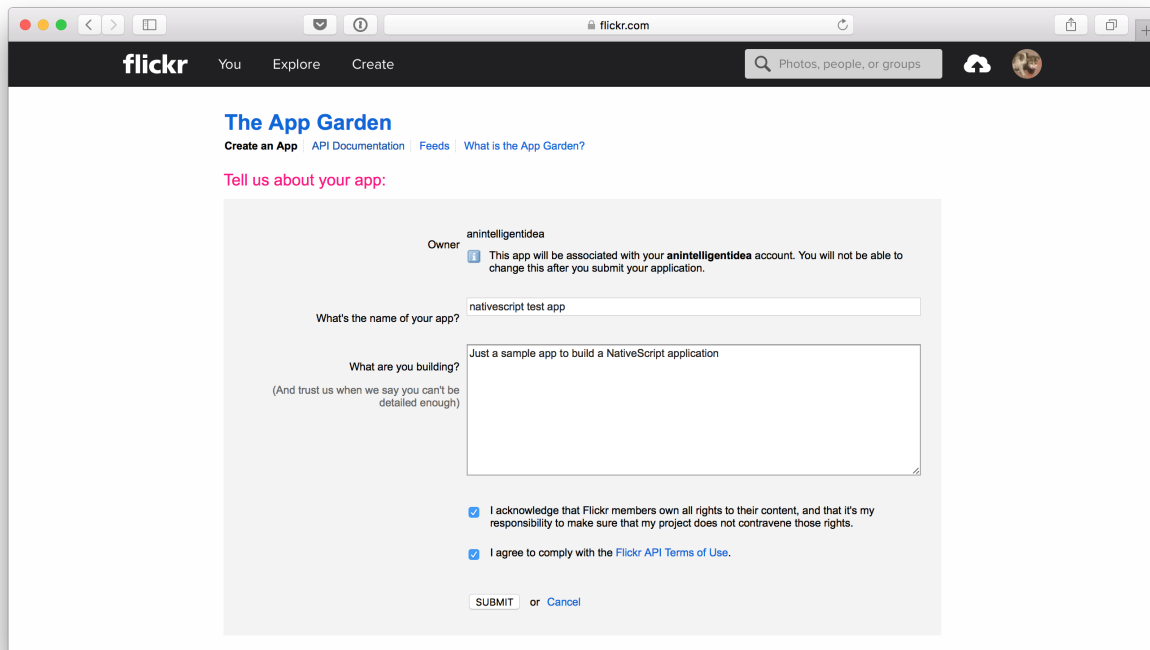 flickr.com
flickr You Explore Create Photos, people, or groups
The App Garden
Create an App API Documentation Feeds What is the App Garden?
Tell us about your app:
Owner
anintelligentidea
This app will be associated with your anintelligentidea account. You will not be able to
change this after you submit your application.
What's the name of your app?
nativescript test app
What are you building?
Just a sample app to build a NativeScript application
(And trust us when we say you can't be
detailed enough)
I acknowledge that Flickr members own all rights to their content, and that it's my
responsibility to make sure that my project does not contravene those rights.
I agree to comply with the Flickr API Terms of Use.
SUBMIT or Cancel